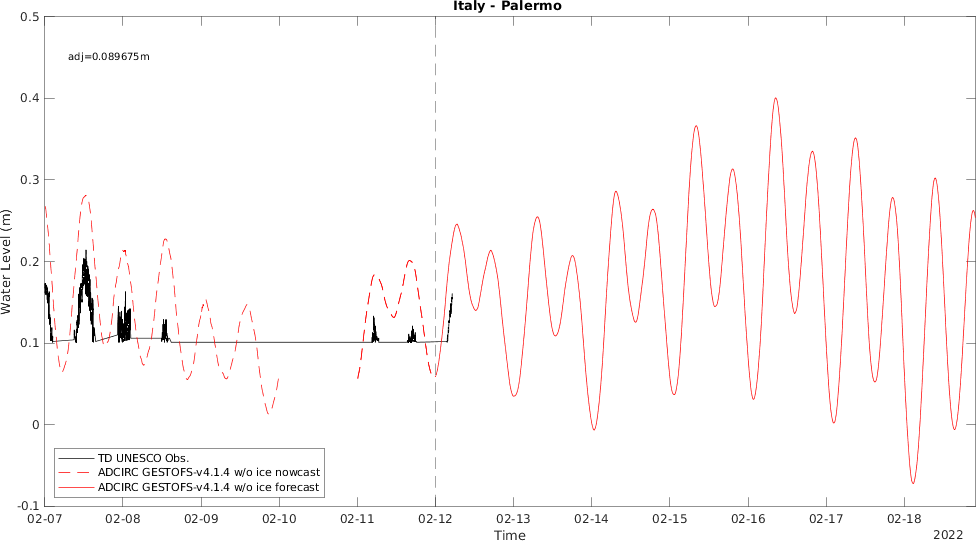 Italy - Palermo
0.5
adj=0.089675m
0.4
0.3
0.2
0.1
0
-0.1
Water Level (m)
TD UNESCO Obs.
ADCIRC GESTOFS-v4.1.4 w/o ice nowcast
ADCIRC GESTOFS-v4.1.4 w/o ice forecast
02-07 02-08 02-09 02-10 02-11 02-12 02-13 02-14 02-15 02-16 02-17 02-18
Time
2022